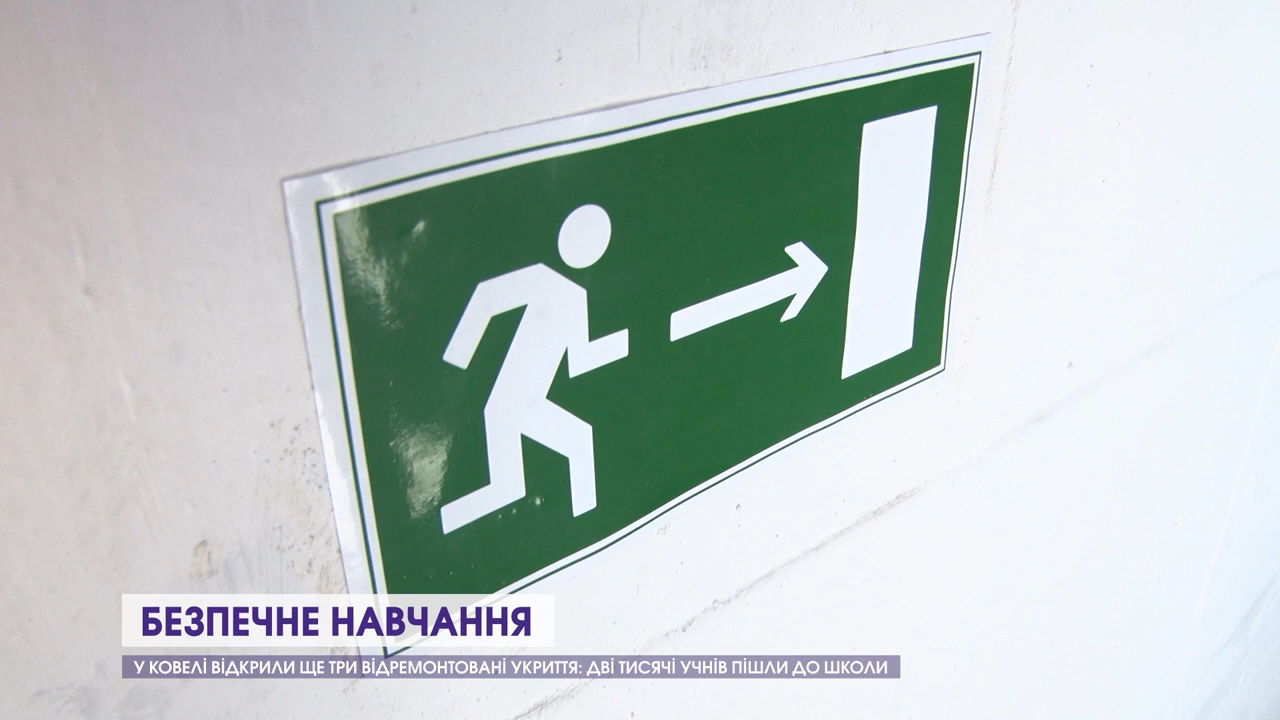 БЕЗПЕЧНЕ НАВЧАННЯ
У КОВЕЛІ ВІДКРИЛИ ЩЕ ТРИ ВІДРЕМОНТОВАНІ УКРИТТЯ: ДВІ ТИСЯЧІ УЧНІВ ПІШЛИ ДО ШКОЛИ